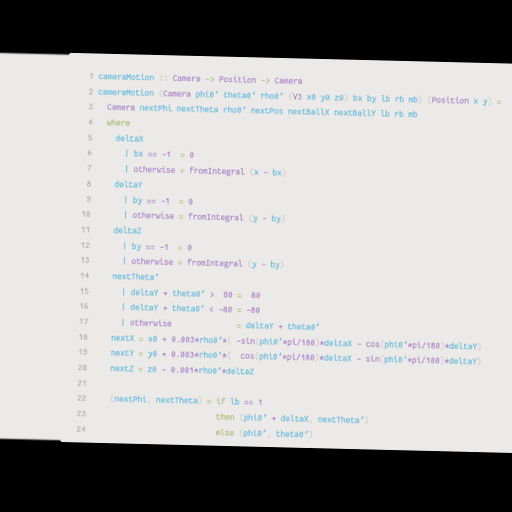 1 cameraMotion :: Camera -> Position -> Camera
2 cameraMotion (Camera phi0' theta0' rho0' (V3 x0 y0 z0) bx by lb rb mb) (Position x y) =
3 Camera nextPhi nextTheta rho0' nextPos nextBallX nextBallY lb rb mb
4 where
5 deltaX
6 | bx == -1 = 0
7 | otherwise = fromIntegral (x - bx)
8 deltaY
9 | by == -1 = 0
10 | otherwise = fromIntegral (y - by)
11 deltaZ
12 | by == -1 = 0
13 | otherwise = fromIntegral (y - by)
14 nextTheta'
15 | deltaY + theta0' > 80 = 80
16 | deltaY + theta0' < -80 = -80
17 | otherwise = deltaY + theta0'
18 nextX = x0 + 0.003*rho0'*( -sin(phi0'*pi/180)*deltaX - cos(phi0'*pi/180)*deltaY)
19 nextY = y0 + 0.003*rho0'*( cos(phi0'*pi/180)*deltaX - sin(phi0'*pi/180)*deltaY)
20 nextZ = z0 - 0.001*rho0'*deltaZ
21
22 (nextPhi, nextTheta) = if lb == 1
23 then (phi0' + deltaX, nextTheta')
24 else (phi0', theta0')